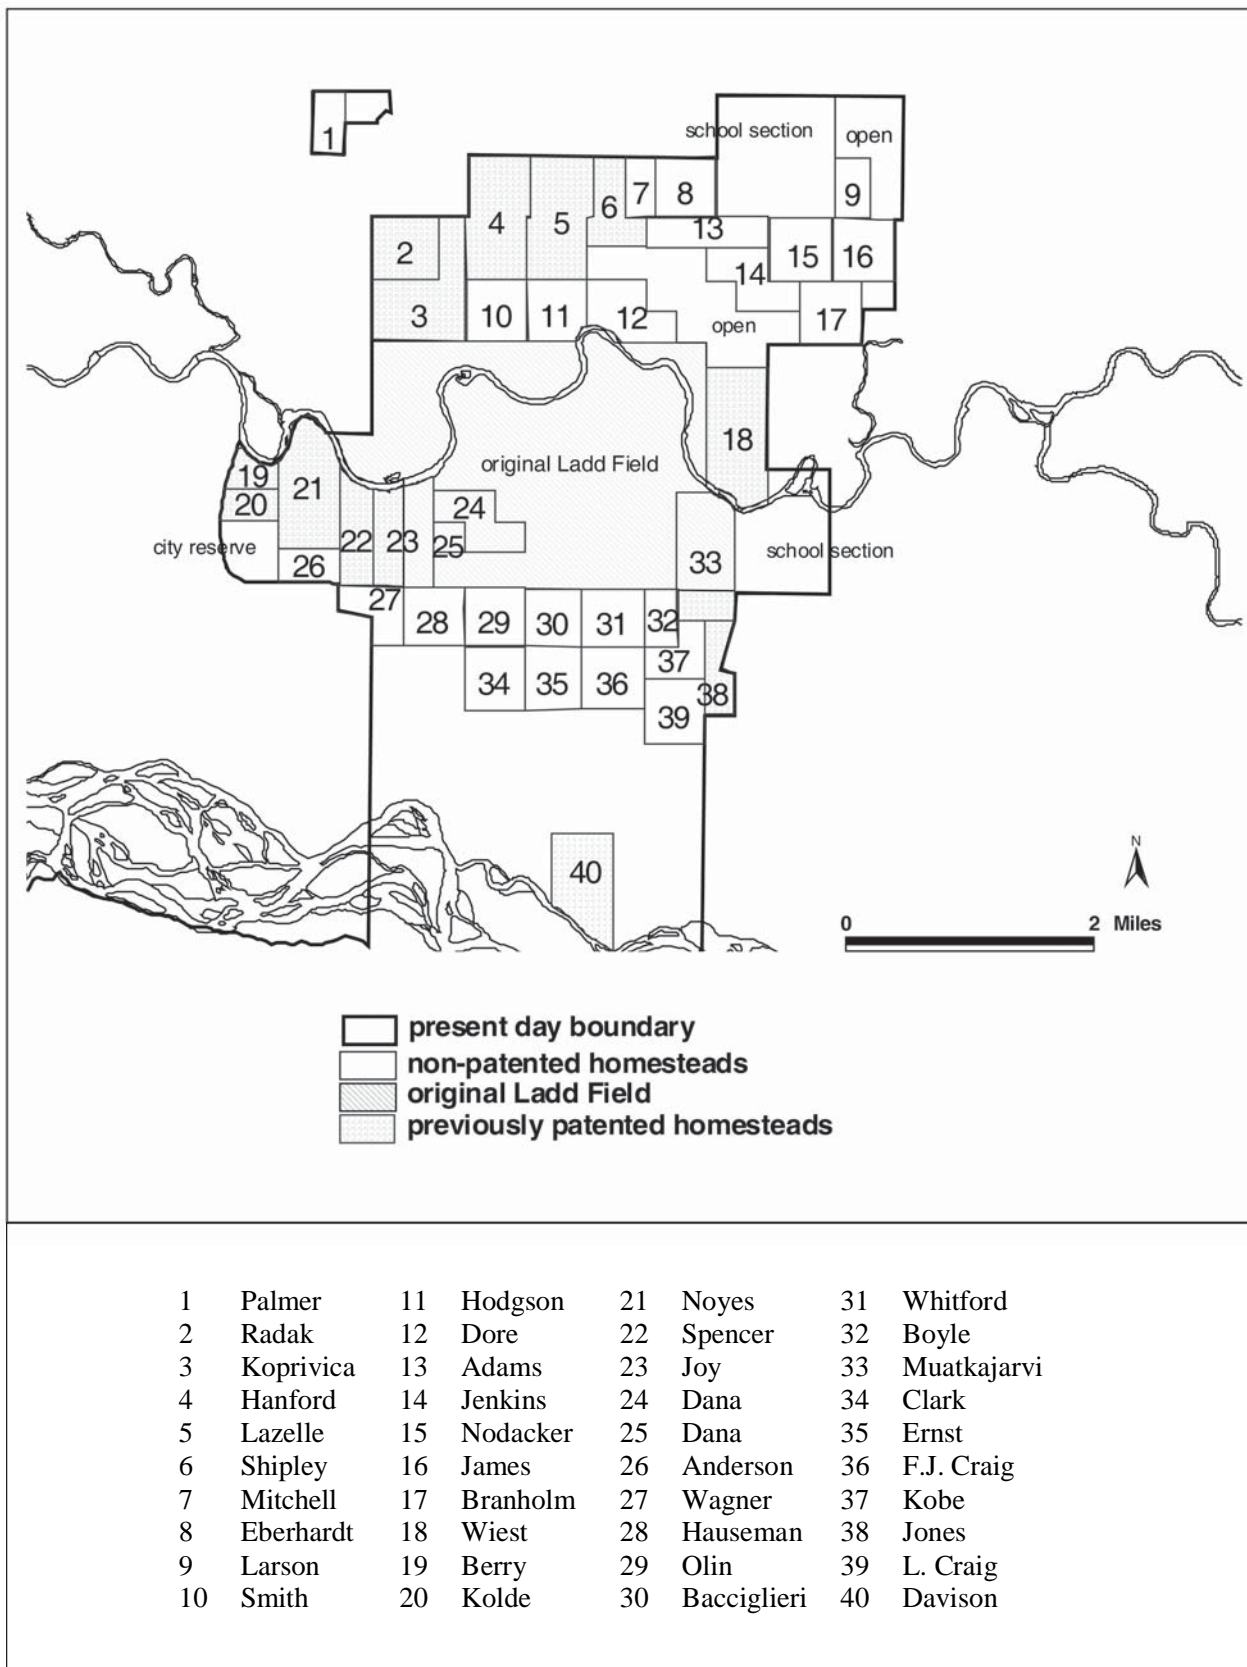 1
school section
open
2
3
4
5
6
7
8
9
10
11
12
13
14
15
16
17
open
18
original Ladd Field
19
20
21
22
23
24
25
26
city reserve
school section
27
28
29
30
31
32
33
34
35
36
37
38
39
40
N
0 2 Miles
present day boundary
non-patented homesteads
original Ladd Field
previously patented homesteads
1 Palmer 11 Hodgson 21 Noyes 31 Whitford
2 Radak 12 Dore 22 Spencer 32 Boyle
3 Koprivica 13 Adams 23 Joy 33 Muatkajarvi
4 Hanford 14 Jenkins 24 Dana 34 Clark
5 Lazelle 15 Nodacker 25 Dana 35 Ernst
6 Shipley 16 James 26 Anderson 36 F.J. Craig
7 Mitchell 17 Branholm 27 Wagner 37 Kobe
8 Eberhardt 18 Wiest 28 Hauseman 38 Jones
9 Larson 19 Berry 29 Olin 39 L. Craig
10 Smith 20 Kolde 30 Bacciglieri 40 Davison